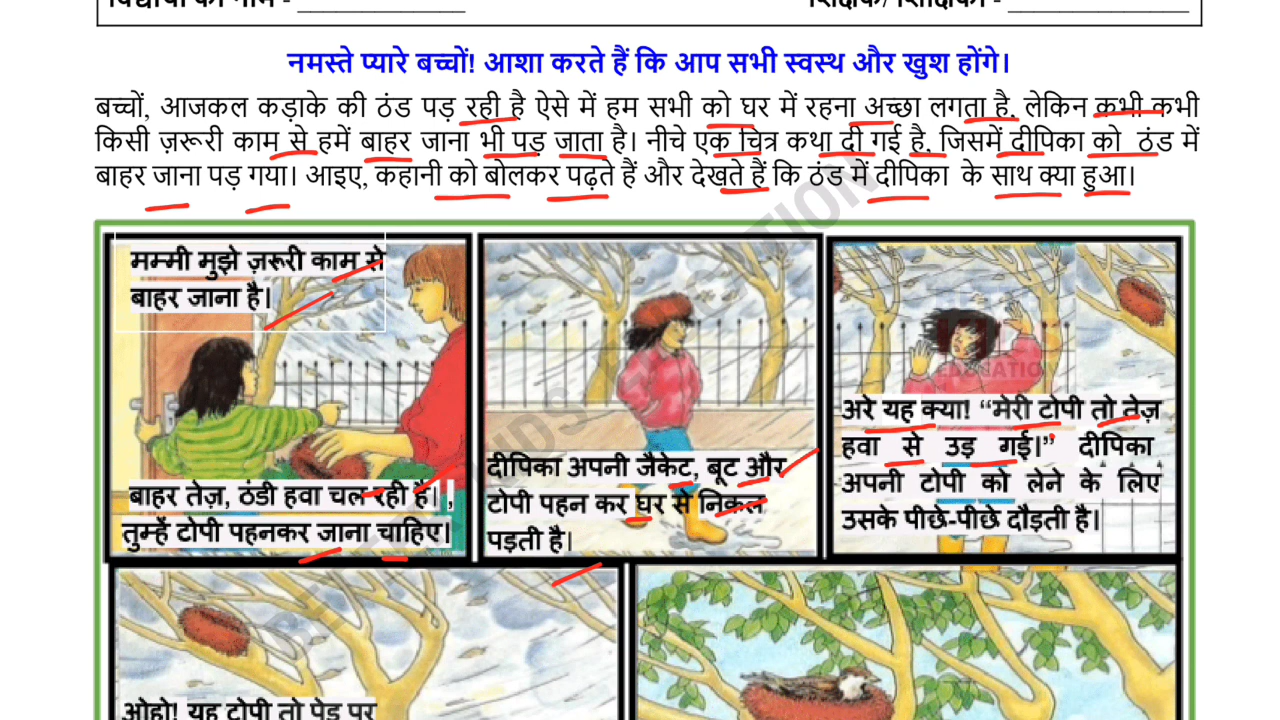 विद्यार्थी का नाम - _____________ शिक्षक/ शिक्षिका - ______________
नमस्ते प्यारे बच्चों! आशा करते हैं कि आप सभी स्वस्थ और खुश होंगे।
बच्चों, आजकल कड़ाके की ठंड पड़ रही है ऐसे में हम सभी को घर में रहना अच्छा लगता है, लेकिन कभी कभी
किसी ज़रूरी काम से हमें बाहर जाना भी पड़ जाता है। नीचे एक चित्र कथा दी गई है, जिसमें दीपिका को ठंड में
बाहर जाना पड़ गया। आइए, कहानी को बोलकर पढ़ते हैं और देखते हैं कि ठंड में दीपिका के साथ क्या हुआ।
मम्मी मुझे ज़रूरी काम से
बाहर जाना है।
बाहर तेज़, ठंडी हवा चल रही है। ,
तुम्हें टोपी पहनकर जाना चाहिए।
दीपिका अपनी जैकेट, बूट और
टोपी पहन कर घर से निकल
पड़ती है।
अरे यह क्या! “मेरी टोपी तो तेज़
हवा से उड़ गई।” दीपिका
अपनी टोपी को लेने के लिए
उसके पीछे-पीछे दौड़ती है।
ओहो! यह टोपी तो पेड़ पर